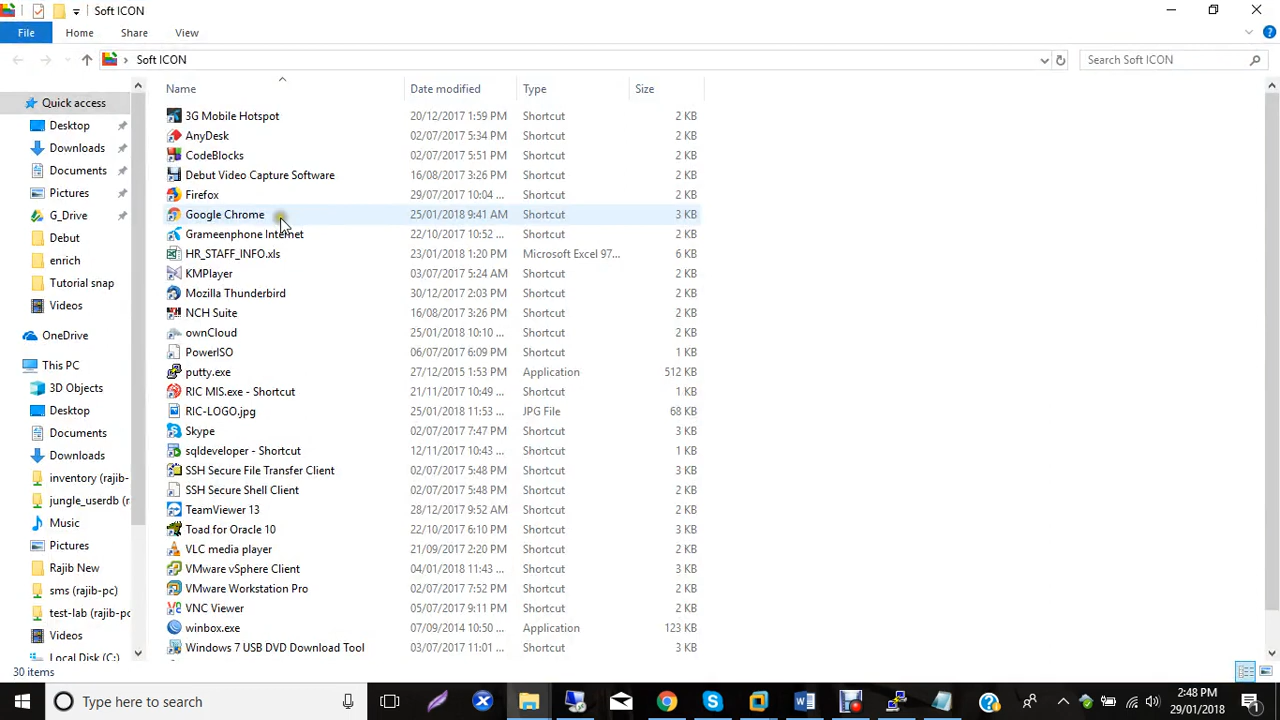 Soft ICON
File Home Share View
Soft ICON Search Soft ICON
Name Date modified Type Size
Quick access
Desktop
Downloads
Documents
Pictures
G_Drive
Debut
enrich
Tutorial snap
Videos
OneDrive
This PC
3D Objects
Desktop
Documents
Downloads
inventory (rajib-
jungle_userdb (r
Music
Pictures
Rajib New
sms (rajib-pc)
test-lab (rajib-pc
Videos
Local Disk (C:)
3G Mobile Hotspot 20/12/2017 1:59 PM Shortcut 2 KB
AnyDesk 02/07/2017 5:34 PM Shortcut 2 KB
CodeBlocks 02/07/2017 5:51 PM Shortcut 2 KB
Debut Video Capture Software 16/08/2017 3:26 PM Shortcut 2 KB
Firefox 29/07/2017 10:04 ... Shortcut 2 KB
Google Chrome 25/01/2018 9:41 AM Shortcut 3 KB
Grameenphone Internet 22/10/2017 10:52 ... Shortcut 2 KB
HR_STAFF_INFO.xls 23/01/2018 1:20 PM Microsoft Excel 97... 6 KB
KMPlayer 03/07/2017 5:24 AM Shortcut 2 KB
Mozilla Thunderbird 30/12/2017 2:03 PM Shortcut 2 KB
NCH Suite 16/08/2017 3:26 PM Shortcut 2 KB
ownCloud 25/01/2018 10:10 ... Shortcut 2 KB
PowerISO 06/07/2017 6:09 PM Shortcut 1 KB
putty.exe 27/12/2015 1:53 PM Application 512 KB
RIC MIS.exe - Shortcut 21/11/2017 10:49 ... Shortcut 1 KB
RIC-LOGO.jpg 25/01/2018 11:53 ... JPG File 68 KB
Skype 02/07/2017 7:47 PM Shortcut 3 KB
sqldeveloper - Shortcut 12/11/2017 10:43 ... Shortcut 1 KB
SSH Secure File Transfer Client 02/07/2017 5:48 PM Shortcut 3 KB
SSH Secure Shell Client 02/07/2017 5:48 PM Shortcut 2 KB
TeamViewer 13 28/12/2017 9:52 AM Shortcut 2 KB
Toad for Oracle 10 22/10/2017 6:10 PM Shortcut 3 KB
VLC media player 21/09/2017 2:20 PM Shortcut 2 KB
VMware vSphere Client 04/01/2018 11:43 ... Shortcut 2 KB
VMware Workstation Pro 02/07/2017 7:52 PM Shortcut 2 KB
VNC Viewer 05/07/2017 9:11 PM Shortcut 2 KB
winbox.exe 07/09/2014 10:50 ... Application 123 KB
Windows 7 USB DVD Download Tool 03/07/2017 11:01 ... Shortcut 3 KB
30 items
Type here to search
2:48 PM
29/01/2018